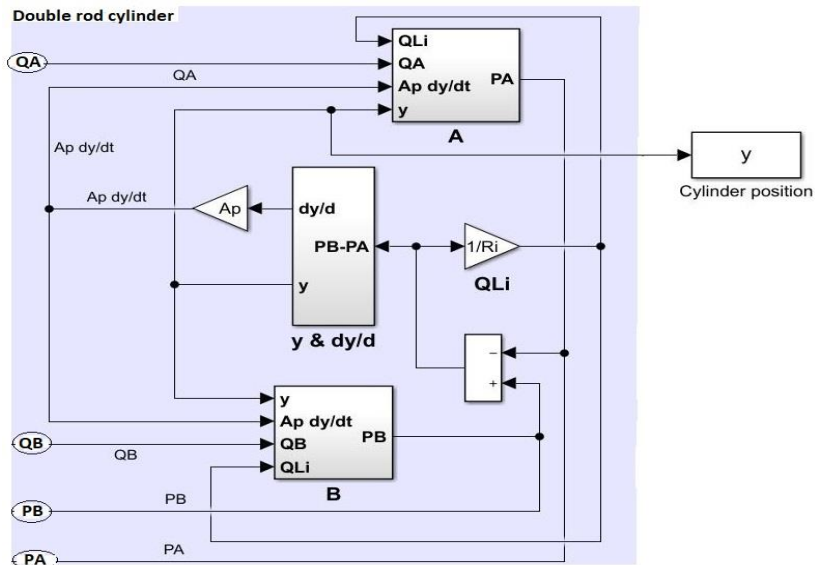 Double rod cylinder
QLi
QA
QA
QA
Ap dy/dt
PA
y
A
Ap dy/dt
y
Cylinder position
Ap dy/dt
Ap
dy/d
PB-PA
1/Ri
y
QLi
y & dy/d
−
+
y
Ap dy/dt
QB
QB
PB
QB
QLi
B
PB
PB
PA
PA